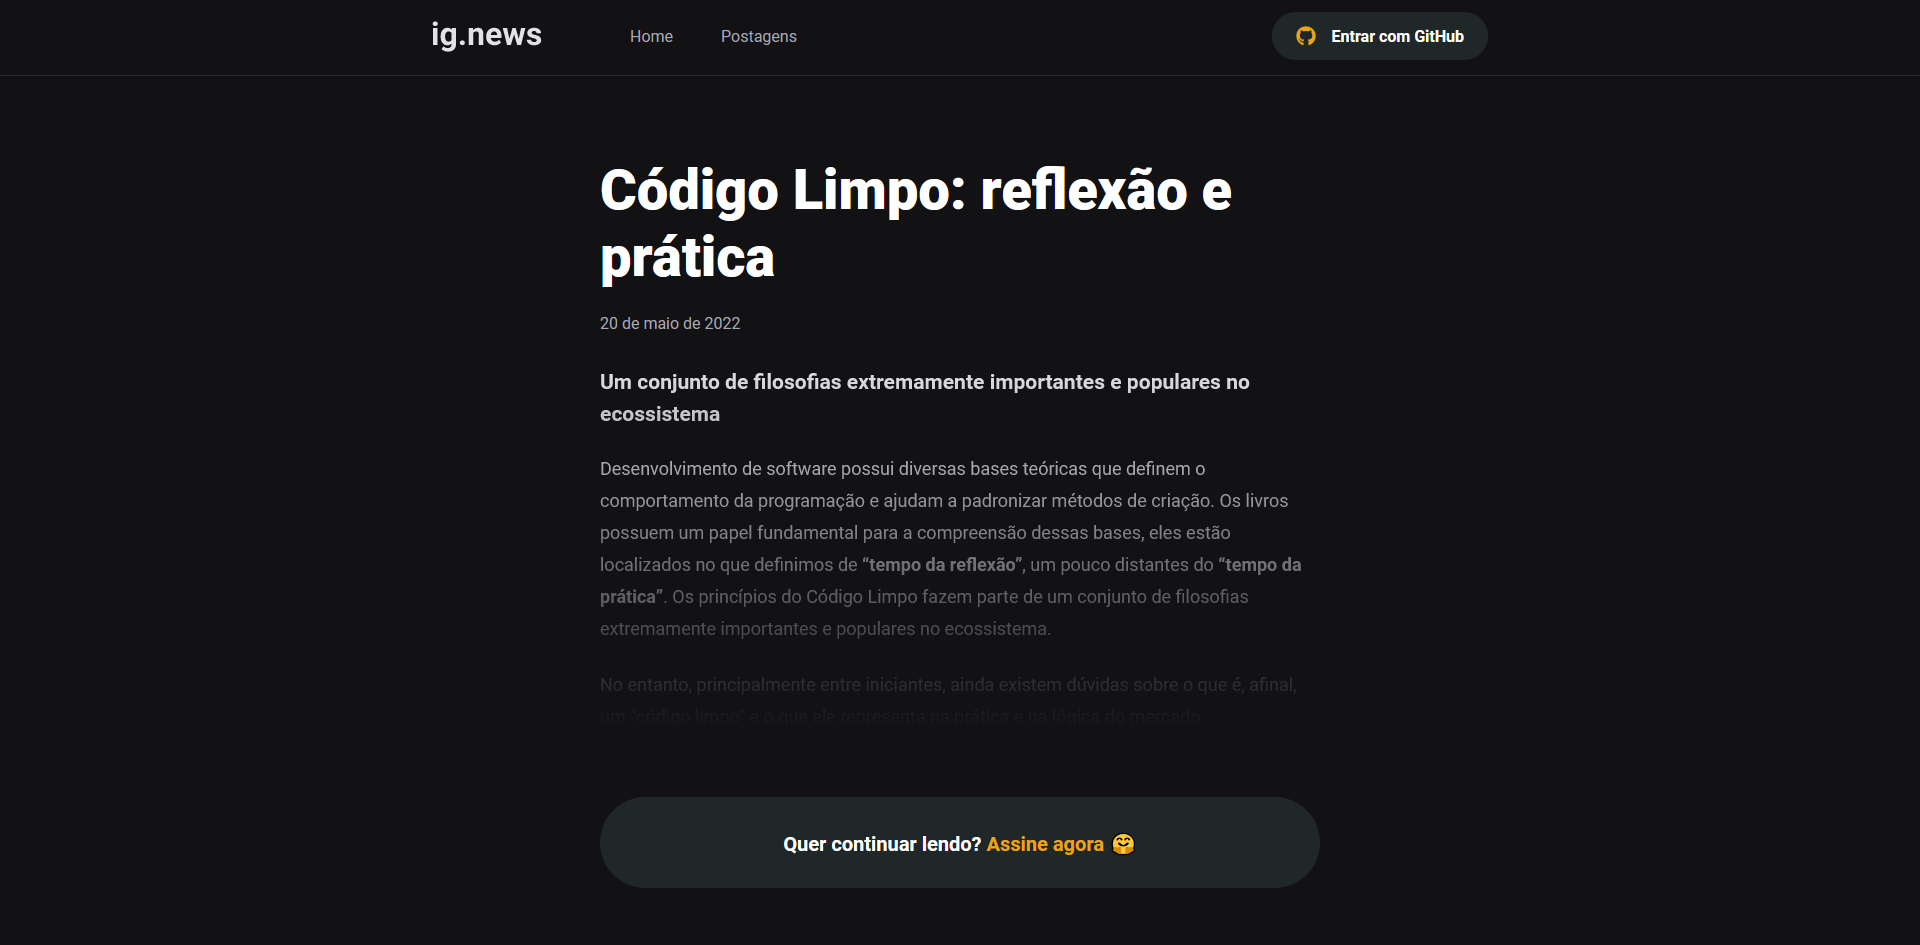 ig.news
Home
Postagens
Entrar com GitHub
Código Limpo: reflexão e
prática
20 de maio de 2022
Um conjunto de filosofias extremamente importantes e populares no
ecossistema
Desenvolvimento de software possui diversas bases teóricas que definem o
comportamento da programação e ajudam a padronizar métodos de criação. Os livros
possuem um papel fundamental para a compreensão dessas bases, eles estão
localizados no que definimos de “tempo da reflexão”, um pouco distantes do “tempo da
prática”. Os princípios do Código Limpo fazem parte de um conjunto de filosofias
extremamente importantes e populares no ecossistema.
No entanto, principalmente entre iniciantes, ainda existem dúvidas sobre o que é, afinal,
um "código limpo" e o que ele representa na prática e na lógica do mercado
Quer continuar lendo? Assine agora 🤗